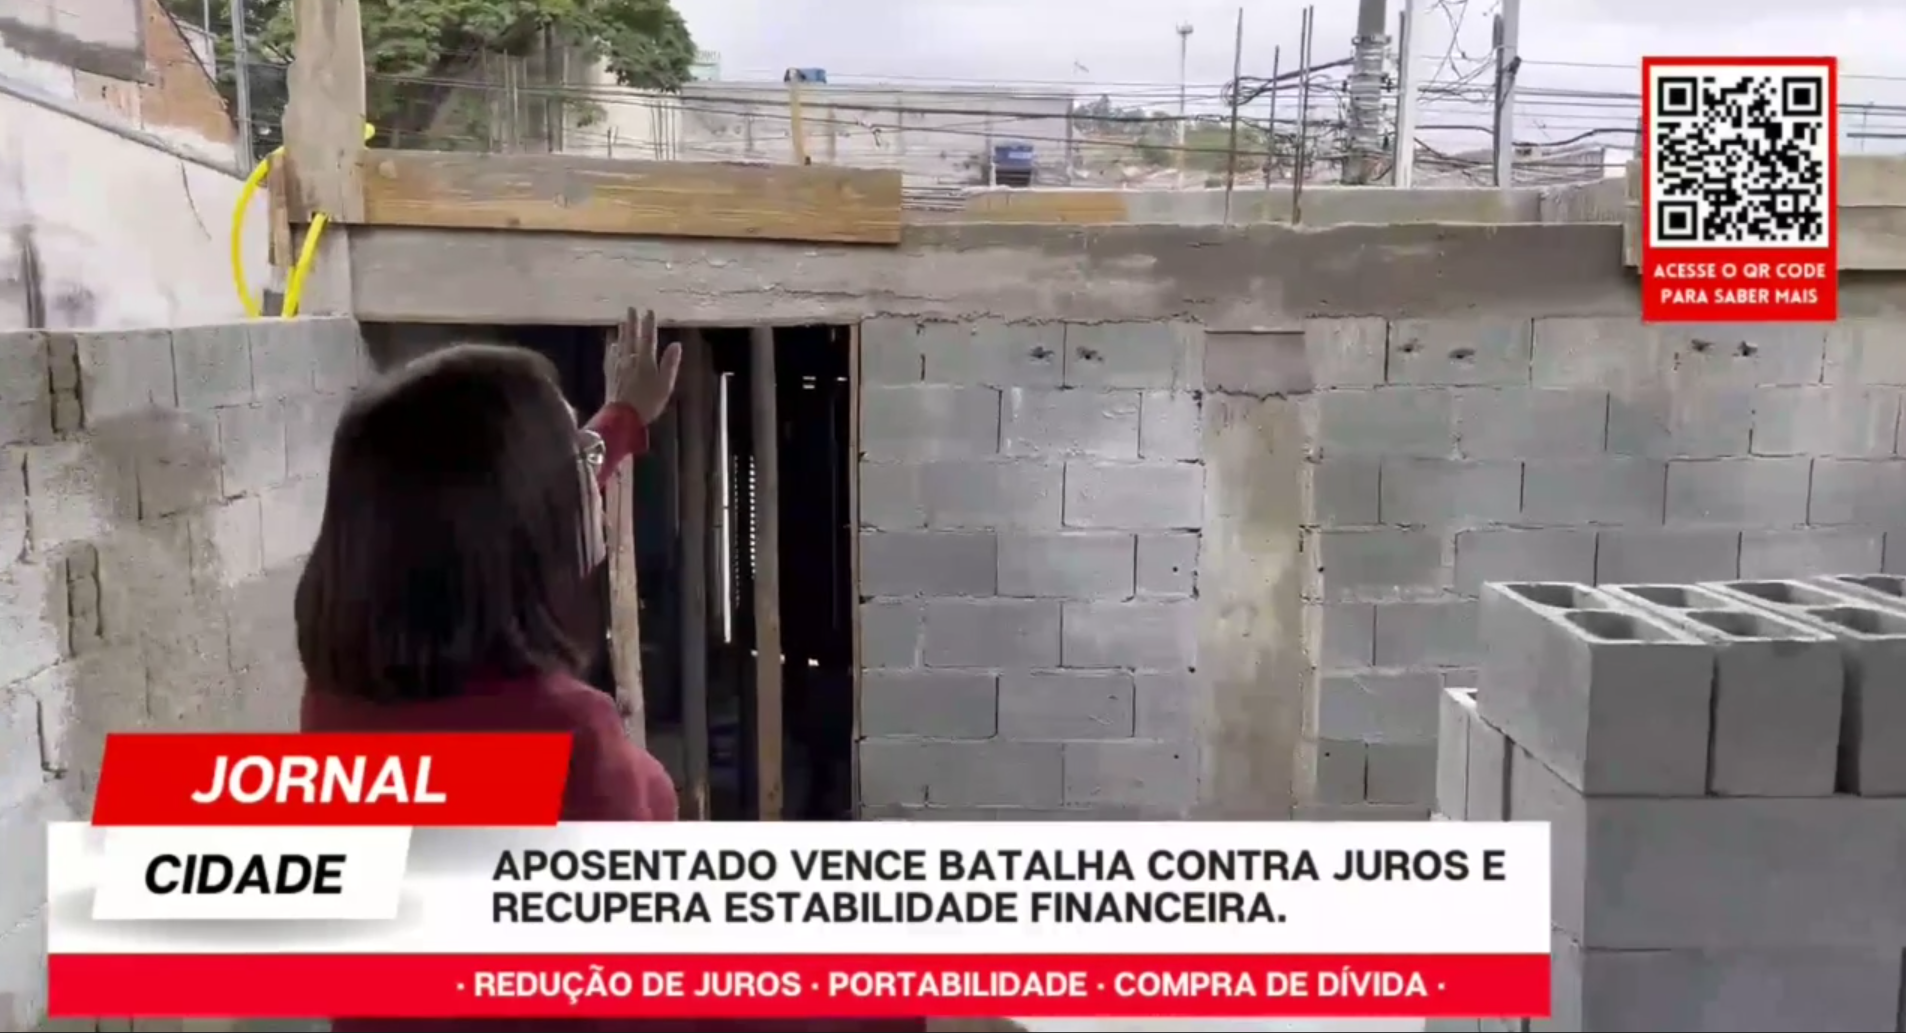 ACESSE O QR CODE
PARA SABER MAIS
JORNAL
CIDADE
APOSENTADO VENCE BATALHA CONTRA JUROS E
RECUPERA ESTABILIDADE FINANCEIRA.
· REDUÇÃO DE JUROS · PORTABILIDADE · COMPRA DE DÍVIDA ·